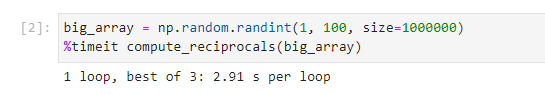 [2]: big_array = np.random.randint(1, 100, size=1000000)
%timeit compute_reciprocals(big_array)
1 loop, best of 3: 2.91 s per loop